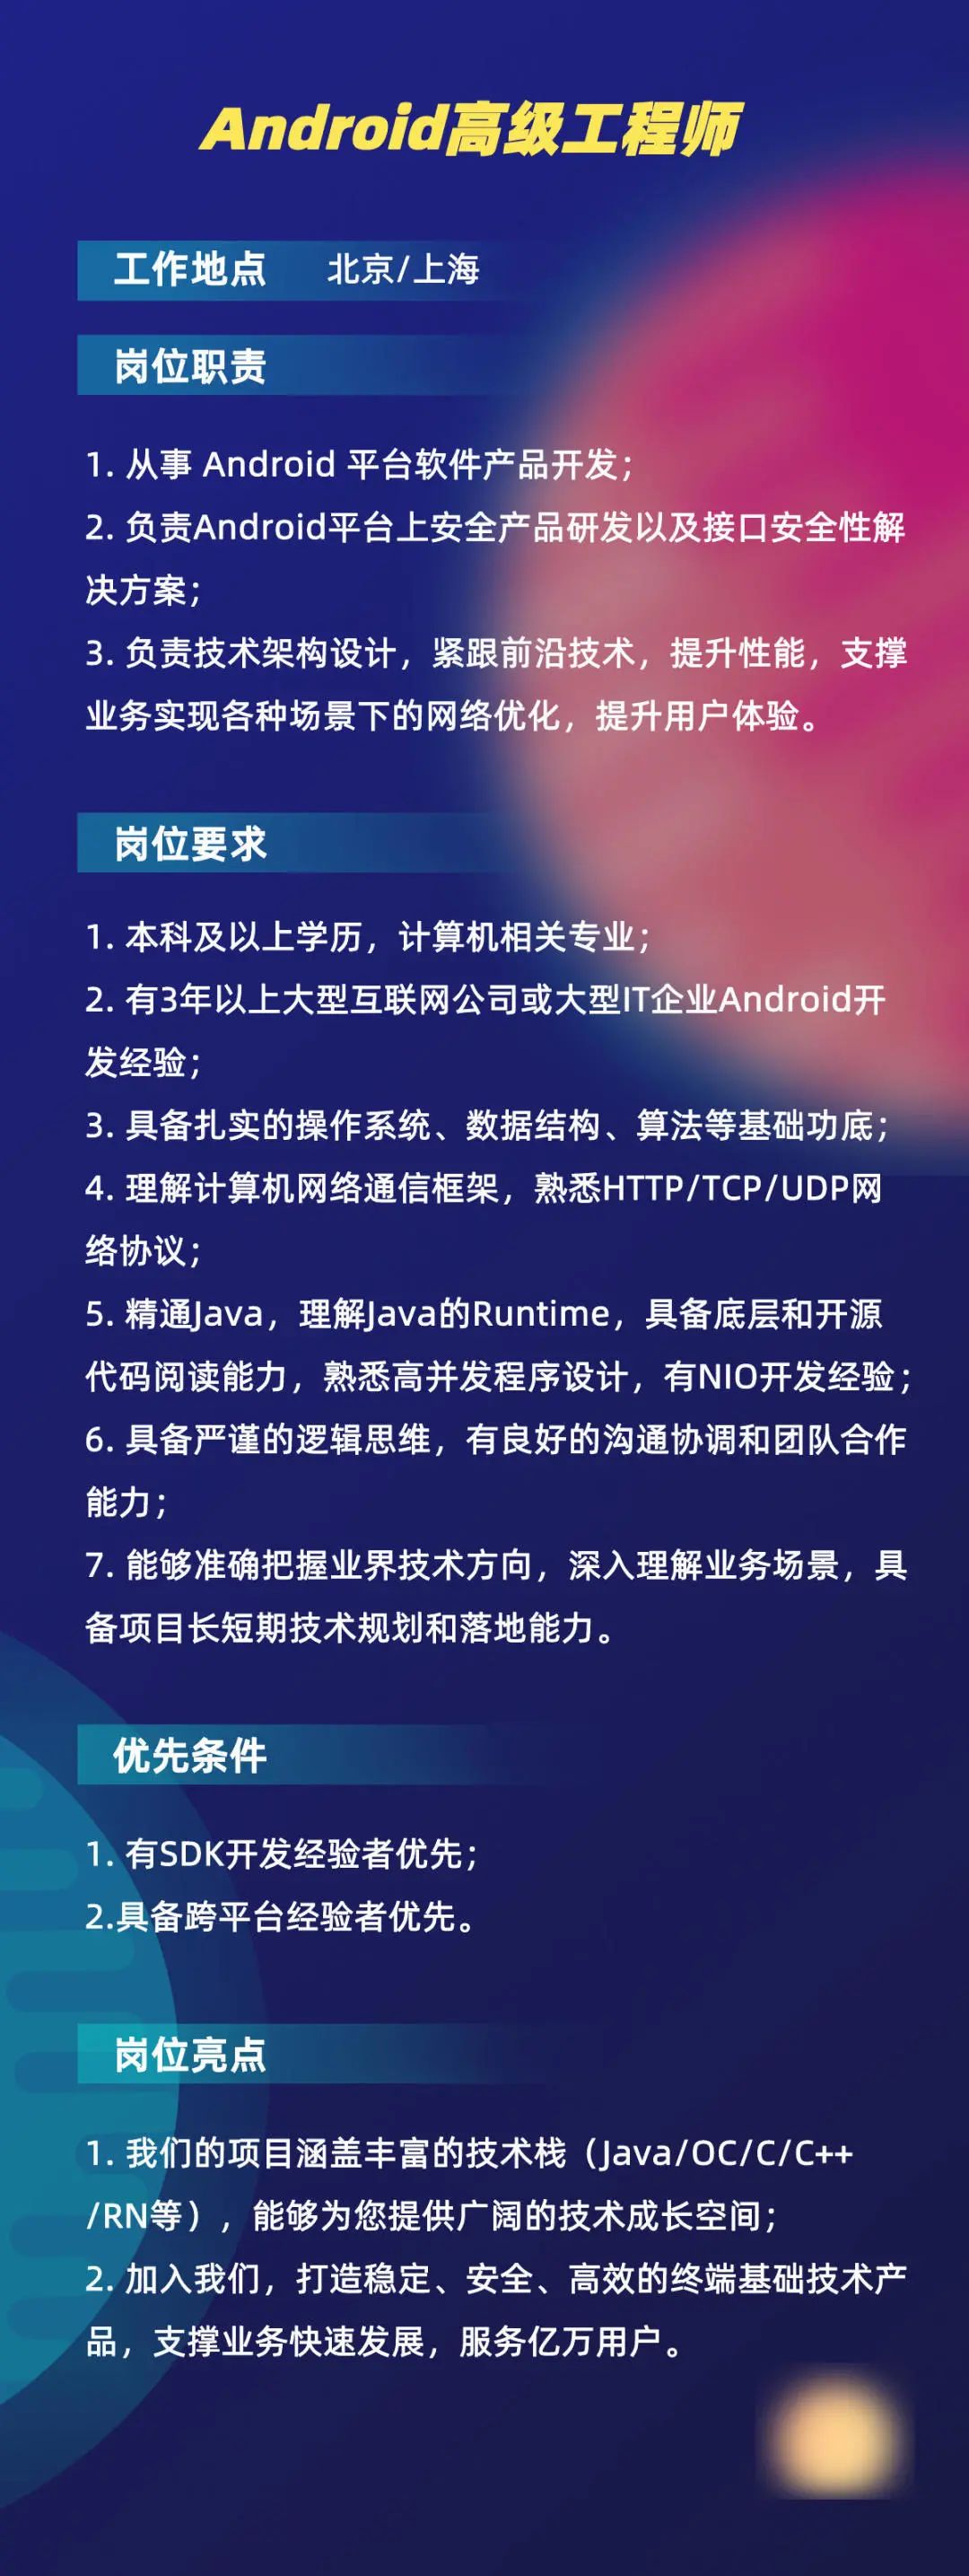 Android高级工程师
工作地点 北京/上海
岗位职责
1. 从事 Android 平台软件产品开发；
2. 负责Android平台上安全产品研发以及接口安全性解
决方案；
3. 负责技术架构设计，紧跟前沿技术，提升性能，支撑
业务实现各种场景下的网络优化，提升用户体验。
岗位要求
1. 本科及以上学历，计算机相关专业；
2. 有3年以上大型互联网公司或大型IT企业Android开
发经验；
3. 具备扎实的操作系统、数据结构、算法等基础功底；
4. 理解计算机网络通信框架，熟悉HTTP/TCP/UDP网
络协议；
5. 精通Java，理解Java的Runtime，具备底层和开源
代码阅读能力，熟悉高并发程序设计，有NIO开发经验；
6. 具备严谨的逻辑思维，有良好的沟通协调和团队合作
能力；
7. 能够准确把握业界技术方向，深入理解业务场景，具
备项目长短期技术规划和落地能力。
优先条件
1. 有SDK开发经验者优先；
2.具备跨平台经验者优先。
岗位亮点
1. 我们的项目涵盖丰富的技术栈（Java/OC/C/C++
/RN等），能够为您提供广阔的技术成长空间；
2. 加入我们，打造稳定、安全、高效的终端基础技术产
品，支撑业务快速发展，服务亿万用户。